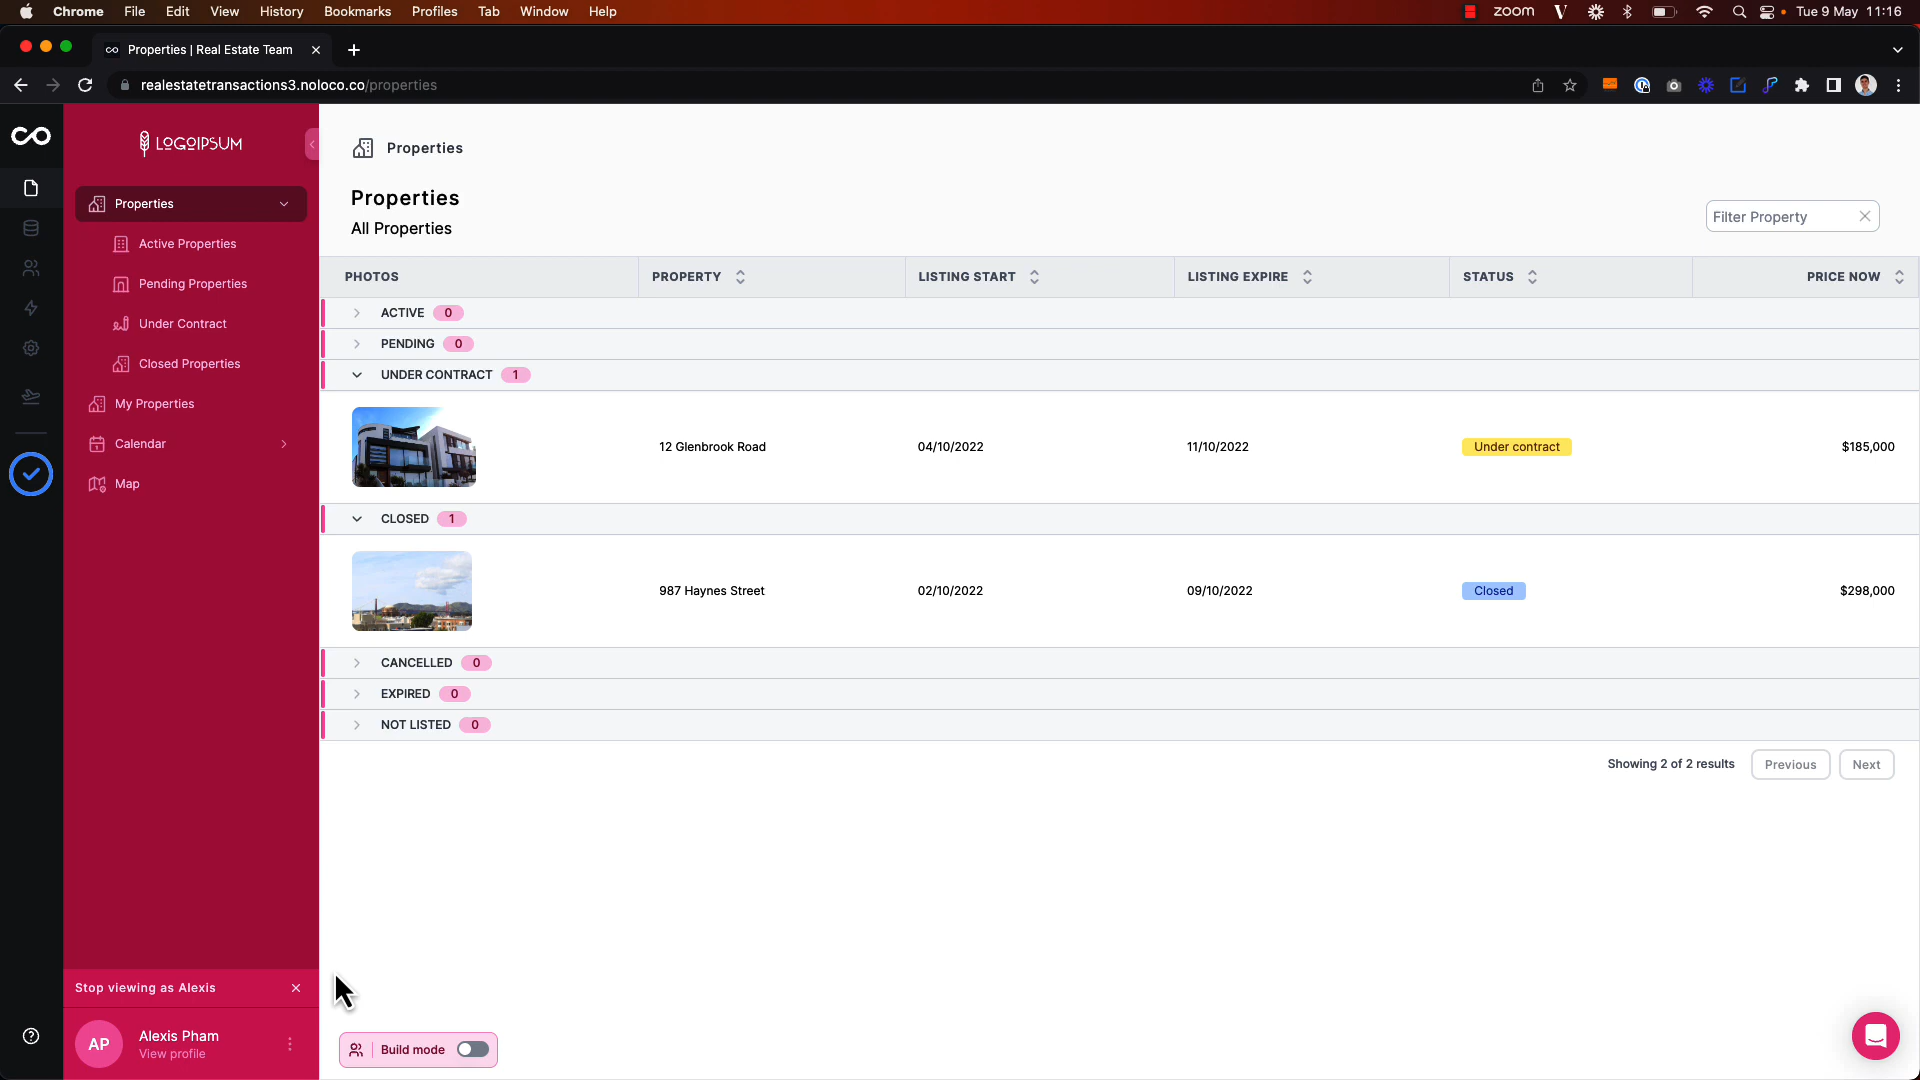 Chrome File Edit View History Bookmarks Profiles Tab Window Help
zoom Tue 9 May 11:16
Properties | Real Estate Team
realestatetransactions3.noloco.co/properties
LOGOIPSUM
Properties
Active Properties
Pending Properties
Under Contract
Closed Properties
My Properties
Calendar
Map
Stop viewing as Alexis
AP
Alexis Pham
View profile
Properties
Properties
All Properties
Filter Property
PHOTOS PROPERTY LISTING START LISTING EXPIRE STATUS PRICE NOW
ACTIVE 0
PENDING 0
UNDER CONTRACT 1
12 Glenbrook Road 04/10/2022 11/10/2022 Under contract $185,000
CLOSED 1
987 Haynes Street 02/10/2022 09/10/2022 Closed $298,000
CANCELLED 0
EXPIRED 0
NOT LISTED 0
Showing 2 of 2 results Previous Next
Build mode